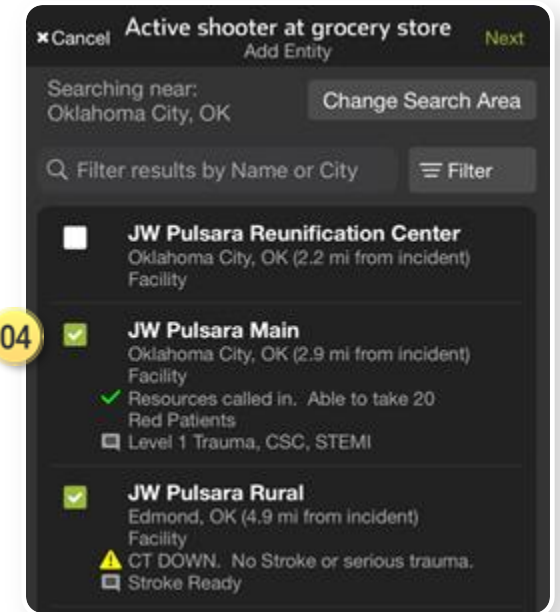 Active shooter at grocery store
✖Cancel
Add Entity
Next
Searching near:
Oklahoma City, OK
Change Search Area
Filter results by Name or City
Filter
JW Pulsara Reunification Center
Oklahoma City, OK (2.2 mi from incident)
Facility
04
JW Pulsara Main
Oklahoma City, OK (2.9 mi from incident)
Facility
Resources called in.  Able to take 20
Red Patients
Level 1 Trauma, CSC, STEMI
JW Pulsara Rural
Edmond, OK (4.9 mi from incident)
Facility
CT DOWN.  No Stroke or serious trauma.
Stroke Ready